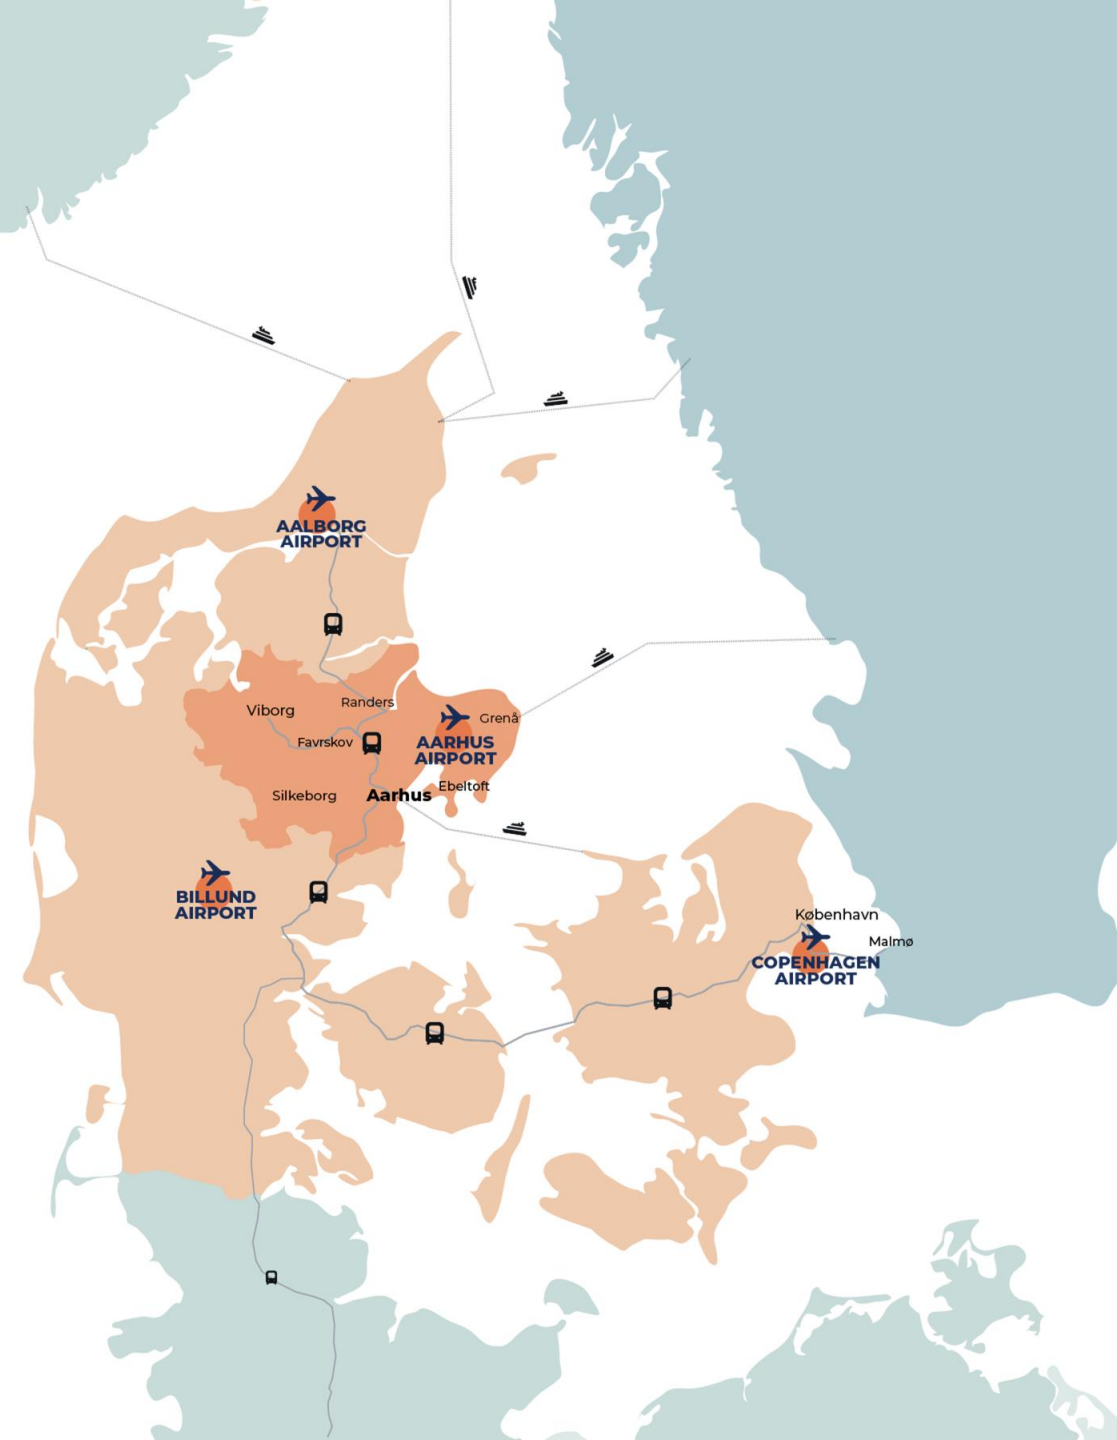 AALBORG
AIRPORT
Randers
Viborg
Grenå
Favrskov
AARHUS
AIRPORT
Ebeltoft
Silkeborg
Aarhus
BILLUND
AIRPORT
København
Malmø
COPENHAGEN
AIRPORT